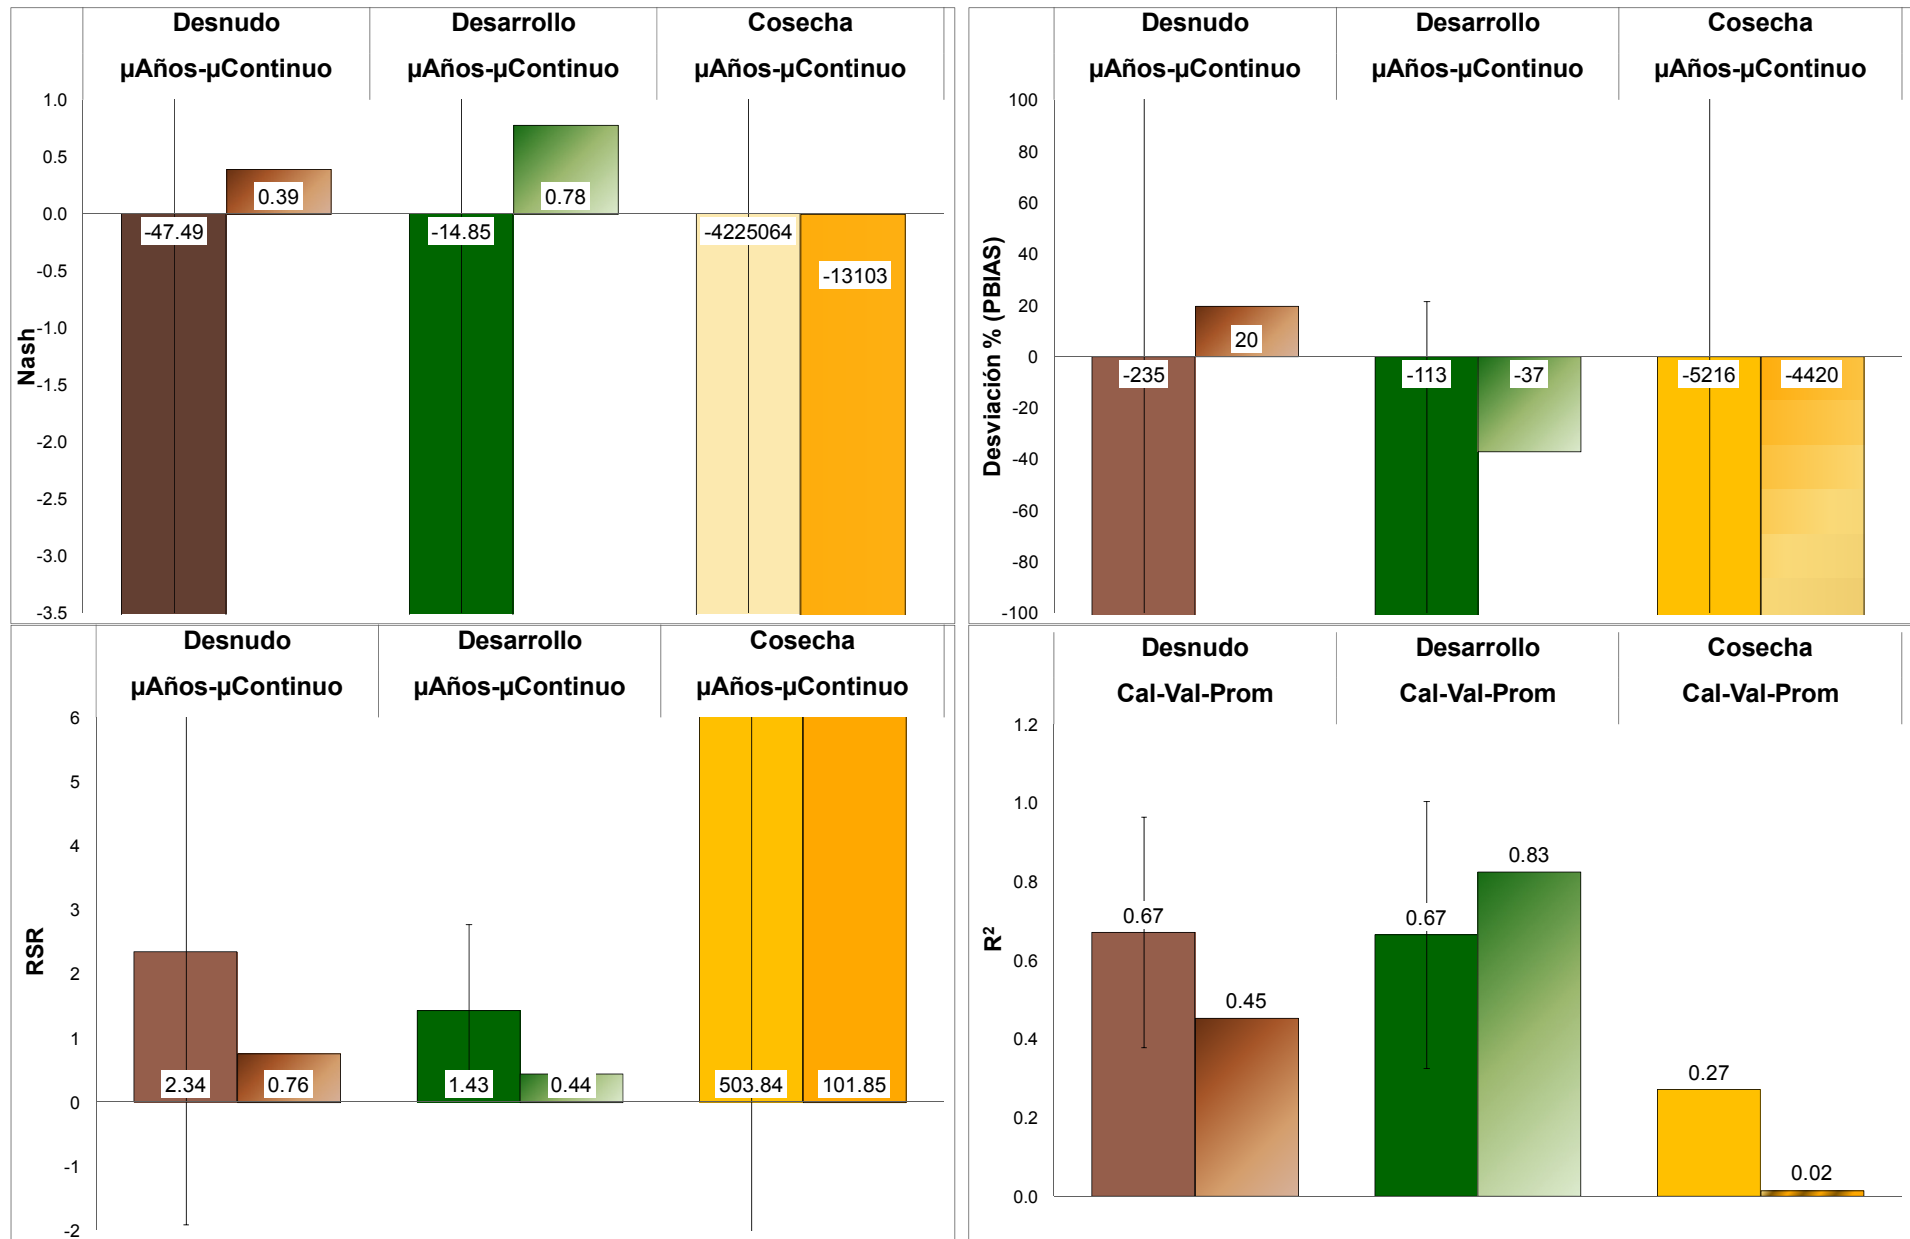 Desnudo Desarrollo Cosecha
µAños-µContinuo µAños-µContinuo µAños-µContinuo
1.0
0.5
0.0
-0.5
-1.0
-1.5
-2.0
-2.5
-3.0
-3.5
Nash
-47.49 0.39 -14.85 0.78 -4225064 -13103
Desnudo Desarrollo Cosecha
µAños-µContinuo µAños-µContinuo µAños-µContinuo
100
80
60
40
20
0
-20
-40
-60
-80
-100
Desviación % (PBIAS)
-235 20 -113 -37 -5216 -4420
Desnudo Desarrollo Cosecha
µAños-µContinuo µAños-µContinuo µAños-µContinuo
6
5
4
3
2
1
0
-1
-2
RSR
2.34 0.76 1.43 0.44 503.84 101.85
Desnudo Desarrollo Cosecha
Cal-Val-Prom Cal-Val-Prom Cal-Val-Prom
1.2
1.0
0.8
0.6
0.4
0.2
0.0
R²
0.67 0.45 0.67 0.83 0.27 0.02